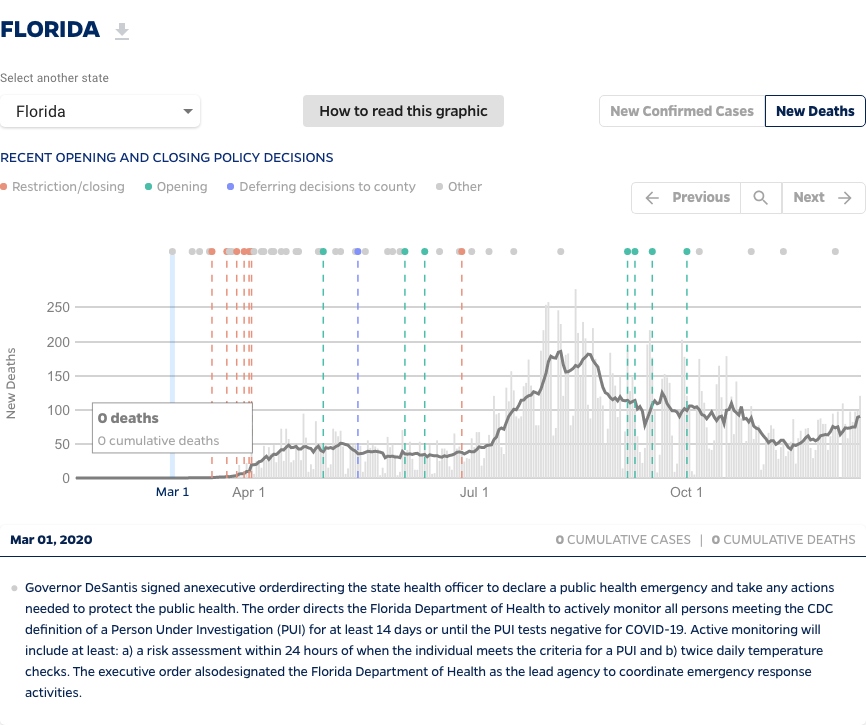 FLORIDA
Select another state
Florida
How to read this graphic
New Confirmed Cases
New Deaths
RECENT OPENING AND CLOSING POLICY DECISIONS
Restriction/closing
Opening
Deferring decisions to county
Other
Previous
Next
New Deaths
250
200
150
100
50
0
0 deaths
0 cumulative deaths
Mar 1
Apr 1
Jul 1
Oct 1
Mar 01, 2020
0 CUMULATIVE CASES | 0 CUMULATIVE DEATHS
Governor DeSantis signed anexecutive orderdirecting the state health officer to declare a public health emergency and take any actions
needed to protect the public health. The order directs the Florida Department of Health to actively monitor all persons meeting the CDC
definition of a Person Under Investigation (PUI) for at least 14 days or until the PUI tests negative for COVID-19. Active monitoring will
include at least: a) a risk assessment within 24 hours of when the individual meets the criteria for a PUI and b) twice daily temperature
checks. The executive order alsodesignated the Florida Department of Health as the lead agency to coordinate emergency response
activities.